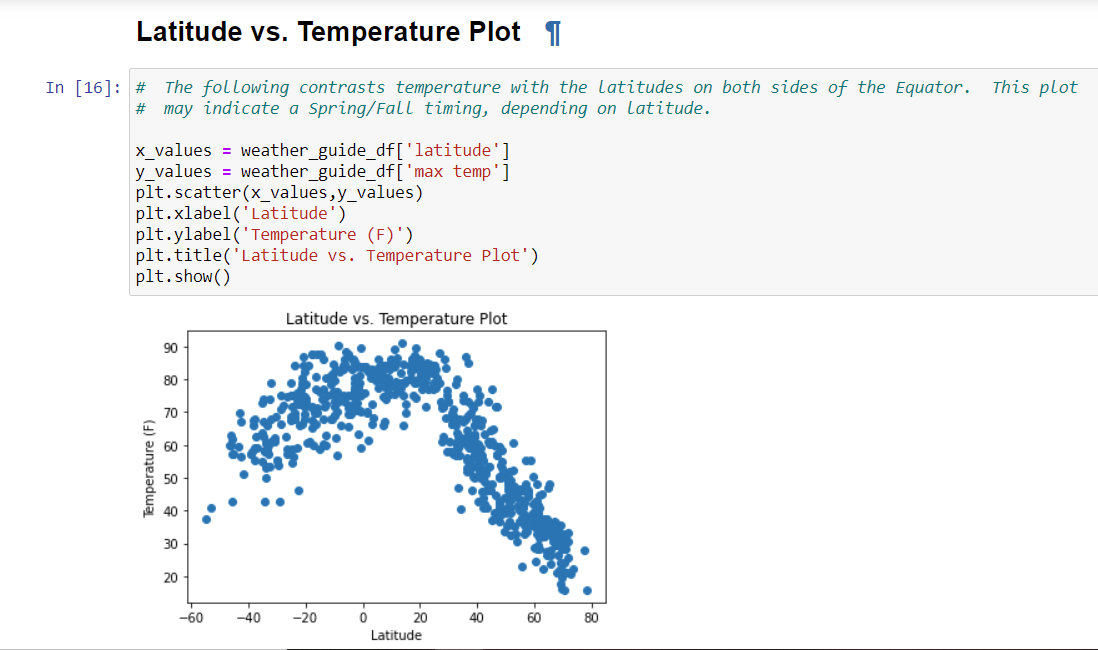 Latitude vs. Temperature Plot ¶
In [16]: #  The following contrasts temperature with the latitudes on both sides of the Equator.  This plot
#  may indicate a Spring/Fall timing, depending on latitude.
x_values = weather_guide_df['latitude']
y_values = weather_guide_df['max temp']
plt.scatter(x_values,y_values)
plt.xlabel('Latitude')
plt.ylabel('Temperature (F)')
plt.title('Latitude vs. Temperature Plot')
plt.show()
Latitude vs. Temperature Plot
90
80
70
60
50
40
30
20
Temperature (F)
−60 −40 −20 0 20 40 60 80
Latitude